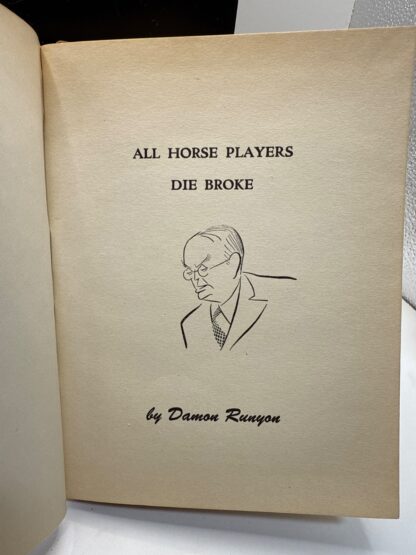 ALL HORSE PLAYERS
DIE BROKE
by Damon Runyon